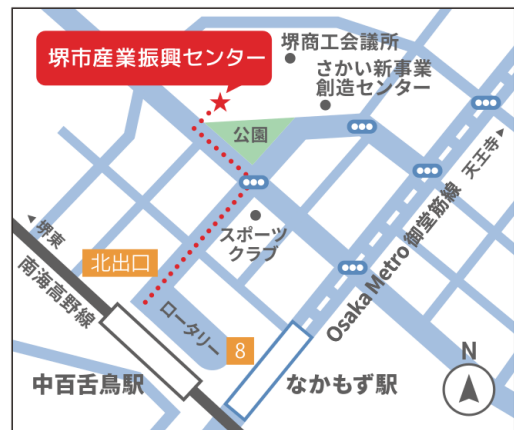 堺市産業振興センター
堺商工会議所
さかい新事業
創造センター
公園
天王寺
Osaka Metro 御堂筋線
スポーツ
クラブ
堺東
南海高野線
北出口
ロータリー
8
中百舌鳥駅
なかもず駅
N